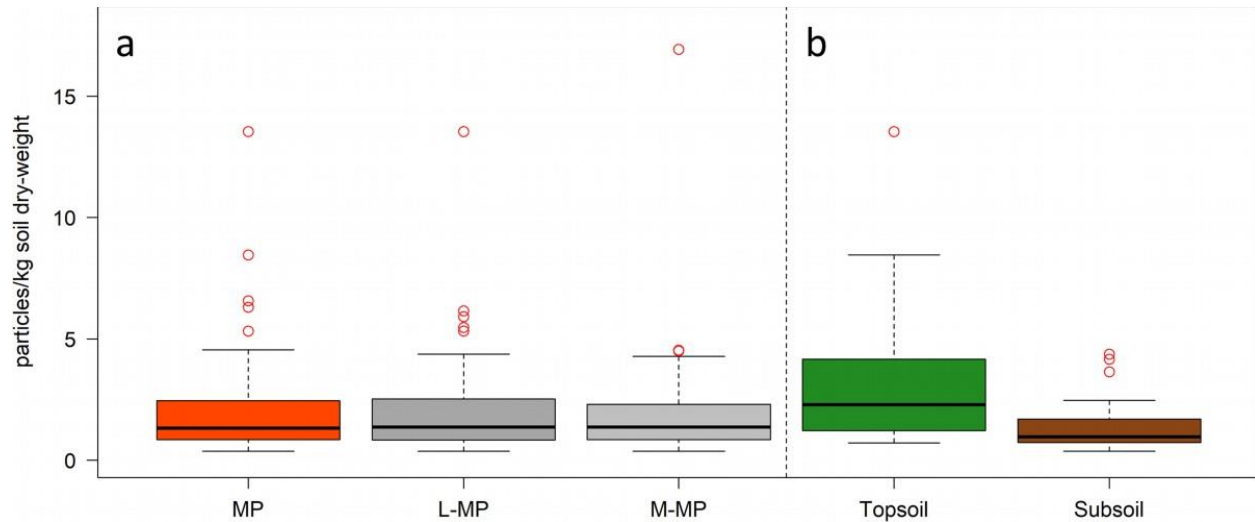 a
b
particles/kg soil dry-weight
15
10
5
0
MP
L-MP
M-MP
Topsoil
Subsoil